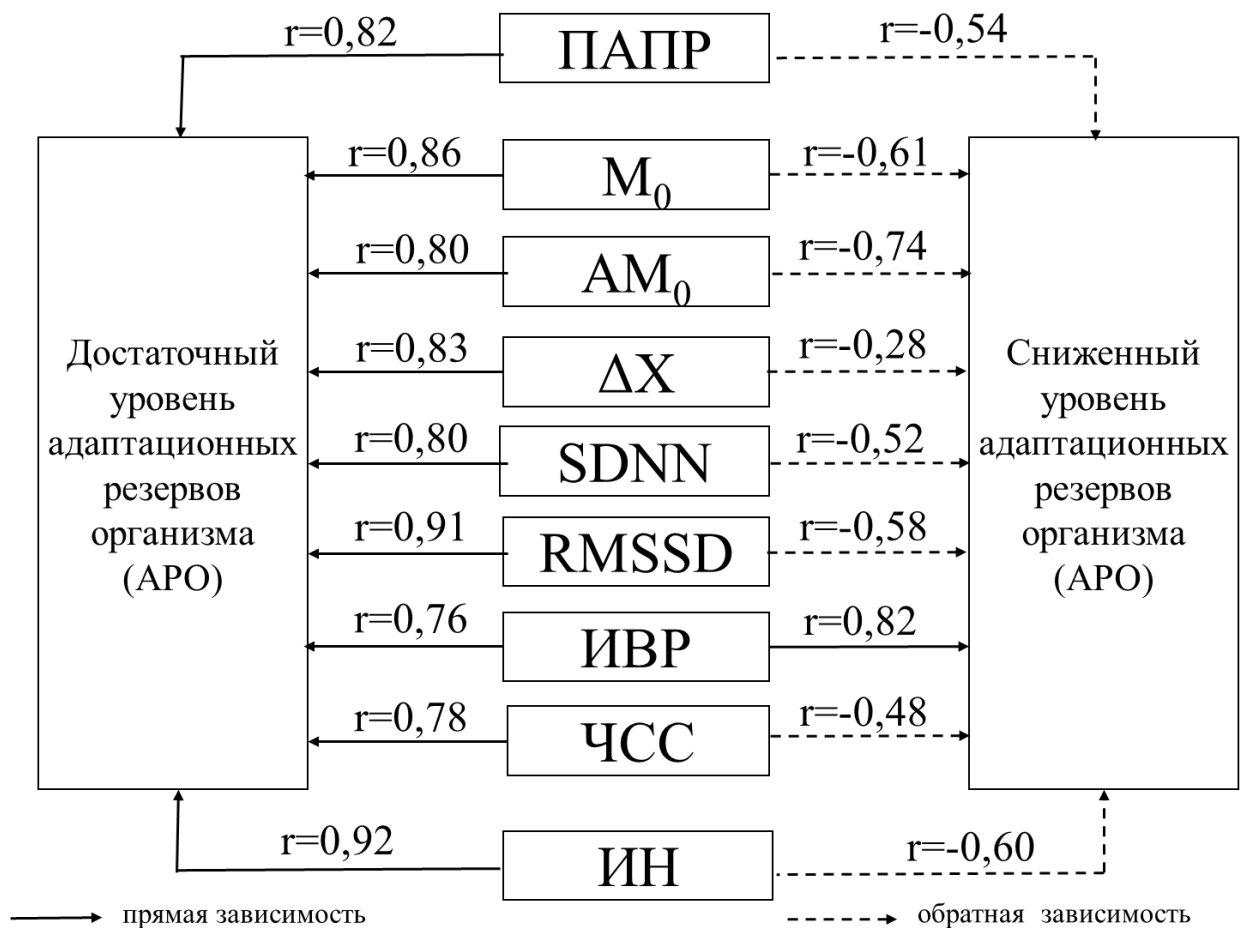 r=0,82
ПАПР
r=-0,54
r=0,86
М₀
r=-0,61
r=0,80
АМ₀
r=-0,74
r=0,83
ΔХ
r=-0,28
r=0,80
SDNN
r=-0,52
r=0,91
RMSSD
r=-0,58
r=0,76
ИВР
r=0,82
r=0,78
ЧСС
r=-0,48
r=0,92
ИН
r=-0,60
Достаточный
уровень
адаптационных
резервов
организма
(АРО)
Сниженный
уровень
адаптационных
резервов
организма
(АРО)
прямая зависимость
обратная зависимость